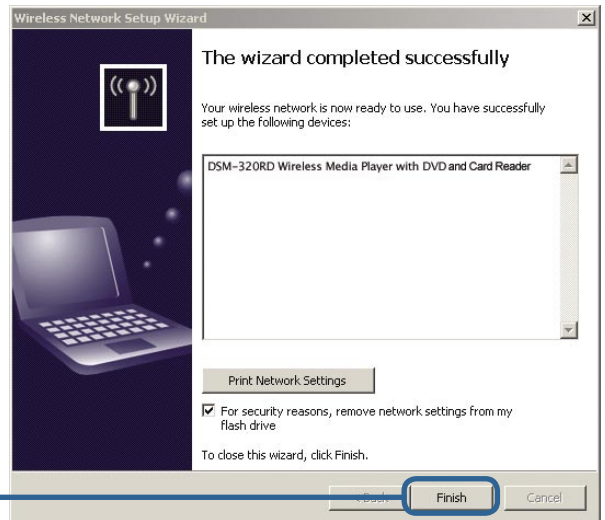 Wireless Network Setup Wizard
The wizard completed successfully
Your wireless network is now ready to use. You have successfully
set up the following devices:
DSM-320RD Wireless Media Player with DVD and Card Reader
Print Network Settings
For security reasons, remove network settings from my
flash drive
To close this wizard, click Finish.
< Back
Finish
Cancel